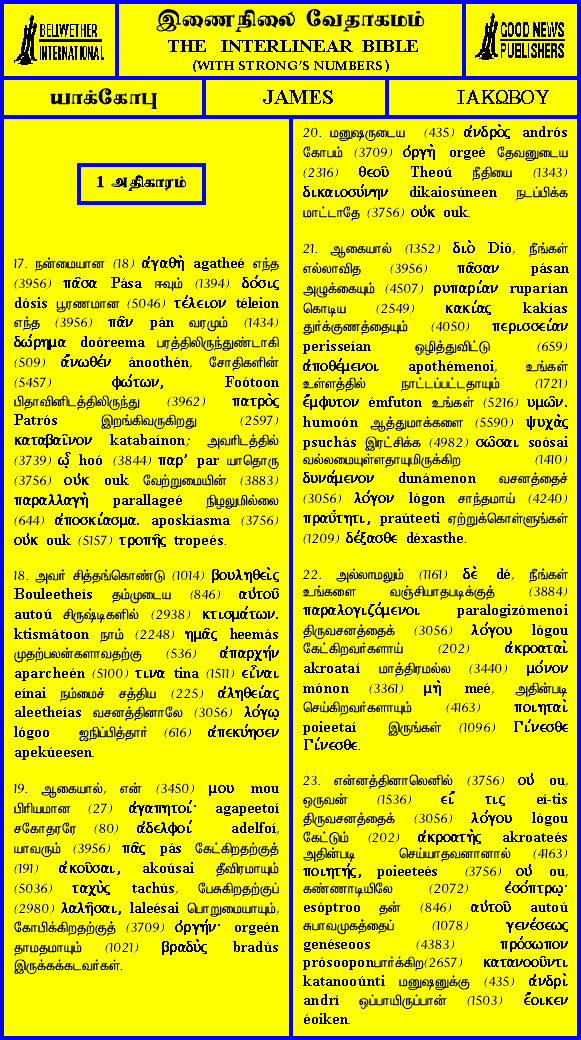 BELLWETHER
INTERNATIONAL
இணைநிலை வேதாகமம்
THE INTERLINEAR BIBLE
(WITH STRONG'S NUMBERS)
GOOD NEWS
PUBLISHERS
யாக்கோபு
JAMES
ΙΑΚΩΒΟΥ
1 அதிகாரம்
17. நன்மையான (18) ἀγαθὴ agatheé எந்த
(3956) πᾶσα Pása ஈவும் (1394) δόσις
dósis பூரணமான (5046) τέλειον téleion
எந்த (3956) πᾶν pán வரமும் (1434)
δώρημα doóreema பரத்திலிருந்துண்டாகி
(509) ἄνωθέν ánoothén, சோதிகளின்
(5457) φώτων, Foótoon
பிதாவினிடத்திலிருந்து (3962) πατρὸς
Patrós இறங்கிவருகிறது (2597)
καταβαῖνον katabaínon; அவரிடத்தில்
(3739) ᾧ hoó (3844) παρ' par யாதொரு
(3756) οὐκ ouk வேற்றுமையின் (3883)
παραλλαγὴ parallageé நிழலுமில்லை
(644) ἀποσκίασμα. aposkíasma (3756)
οὐκ ouk (5157) τροπῆς tropeés.
18. அவர் சித்தங்கொண்டு (1014) βουληθεὶς
Bouleetheís தம்முடைய (846) αὐτοῦ
autoú சிருஷ்டிகளில் (2938) κτισμάτων.
ktismátoon நாம் (2248) ημᾶς heemás
முதற்பலன்களாவதற்கு (536) ἀπαρχήν
aparcheén (5100) τινα tina (1511) εἶναι
eínai நம்மைச் சத்திய (225) ἀληθείας
aleetheías வசனத்தினாலே (3056) λόγῳ
lógoo ஜநிப்பித்தார் (616) ἀπεκύησεν
apekúeesen.
19. ஆகையால், என் (3450) μου mou
பிரியமான (27) ἀγαπητοί· agapeetoí
சகோதரரே (80) ἀδελφοί adelfoí,
யாவரும் (3956) πᾶς pás கேட்கிறதற்குத்
(191) ἀκοῦσαι, akoúsai தீவிரமாயும்
(5036) ταχὺς tachús, பேசுகிறதற்குப்
(2980) λαλῆσαι, laleésai பொறுமையாயும்,
கோபிக்கிறதற்குத் (3709) ὀργήν· orgeén
தாமதமாயும் (1021) βραδὺς bradús
இருக்கக்கடவர்கள்.
20. மனுஷருடைய (435) ἀνδρὸς andrós
கோபம் (3709) ὀργὴ orgeé தேவனுடைய
(2316) θεοῦ Theoú நீதியை (1343)
δικαιοσύνην dikaiosúneen நடப்பிக்க
மாட்டாதே (3756) οὐκ ouk.
21. ஆகையால் (1352) διὸ Dió, நீங்கள்
எல்லாவித (3956) πᾶσαν pásan
அழுக்கையும் (4507) ρυπαρίαν ruparían
கொடிய (2549) κακίας kakías
துர்க்குணத்தையும் (4050) περισσείαν
perisseían ஒழித்துவிட்டு (659)
ἀποθέμενοι apothémenoi, உங்கள்
உள்ளத்தில் நாட்டப்பட்டதாயும் (1721)
ἔμφυτον émfuton உங்கள் (5216) υμῶν.
humoón ஆத்துமாக்களை (5590) ψυχὰς
psuchás இரட்சிக்க (4982) σῶσαι soósai
வல்லமையுள்ளதாயுமிருக்கிற (1410)
δυνάμενον dunámenon வசனத்தைச்
(3056) λόγον lógon சாந்தமாய் (4240)
πραΰτητι, praúteeti ஏற்றுக்கொள்ளுங்கள்
(1209) δέξασθε déxasthe.
22. அல்லாமலும் (1161) δὲ dé, நீங்கள்
உங்களை வஞ்சியாதபடிக்குத் (3884)
παραλογιζόμενοι paralogizómenoi
திருவசனத்தைக் (3056) λόγου lógou
கேட்கிறவர்களாய் (202) ἀκροαταὶ
akroataí மாத்திரமல்ல (3440) μόνον
mónon (3361) μὴ meé, அதின்படி
செய்கிறவர்களாயும் (4163) ποιηταὶ
poieetaí இருங்கள் (1096) Γίνεσθε
Γίνεσθε.
23. என்னத்தினாலெனில் (3756) οὐ ou,
ஒருவன் (1536) εἴ τις eí-tis
திருவசனத்தைக் (3056) λόγου lógou
கேட்டும் (202) ἀκροατὴς akroateés
அதின்படி செய்யாதவனானால் (4163)
ποιητής, poieeteés (3756) οὐ ou,
கண்ணாடியிலே (2072) ἐσόπτρῳ·
esóptroo தன் (846) αὐτοῦ autoú
சுபாவமுகத்தைப் (1078) γενέσεως
genéseoos (4383) πρόσωπον
prósooponபார்க்கிற(2657) κατανοοῦντι
katanooúnti மனுஷனுக்கு (435) ἀνδρὶ
andrí ஒப்பாயிருப்பான் (1503) ἔοικεν
éoiken.